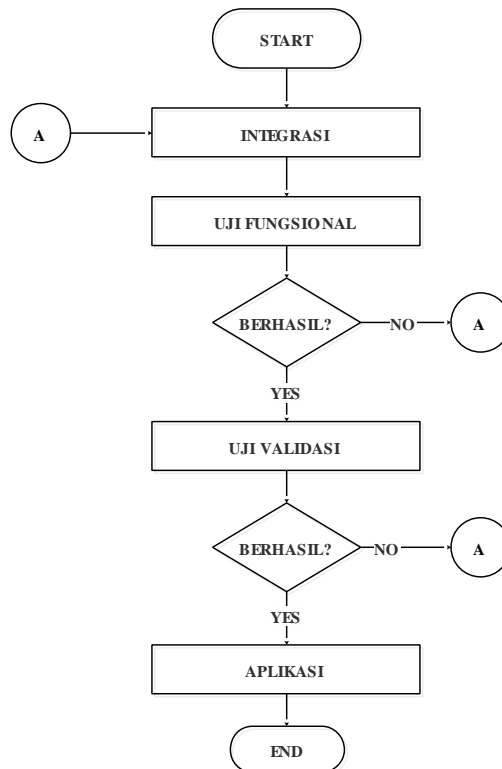 START
A
INTEGRASI
UJI FUNGSIONAL
BERHASIL?
NO
A
YES
UJI VALIDASI
BERHASIL?
NO
A
YES
APLIKASI
END